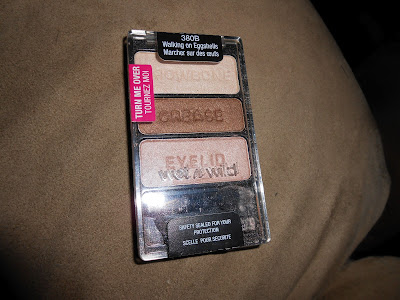 380B
Walking on Eggshells
Marcher sur des œufs
TURN ME OVER
TOURNEZ MOI
BROWBONE
CREASE
EYELID
wet n wild
SAFETY SEALED FOR YOUR
PROTECTION
SCELLÉ POUR SÉCURITÉ